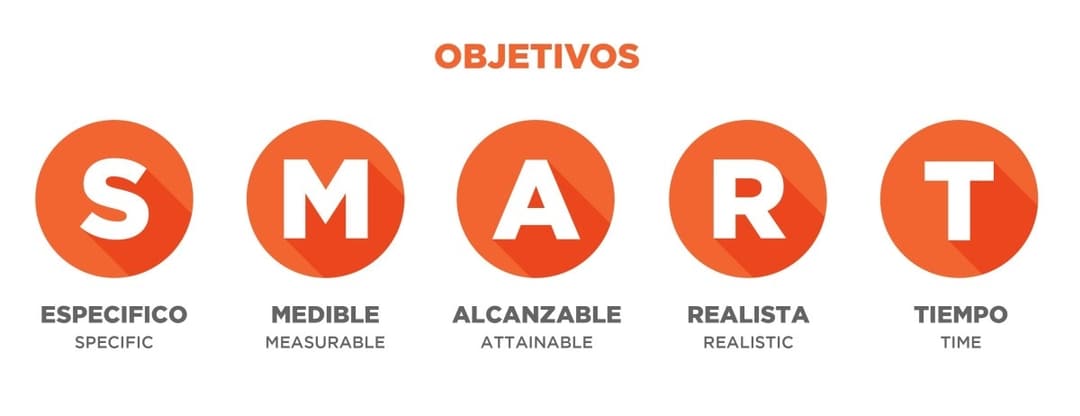 OBJETIVOS
S M A R T
ESPECIFICO MEDIBLE ALCANZABLE REALISTA TIEMPO
SPECIFIC MEASURABLE ATTAINABLE REALISTIC TIME